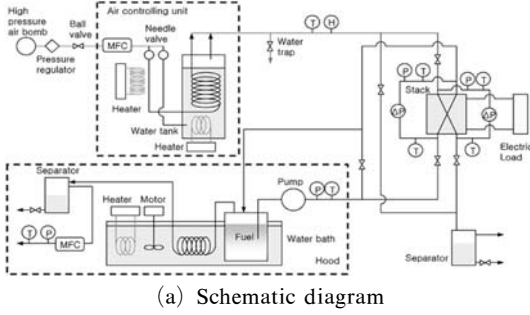 High
pressure
air bomb
Ball
valve
Pressure
regulator
Air controlling unit
MFC
Needle
valve
Heater
Water tank
Heater
T
H
Water
trap
P
T
P
T
Stack
ΔP
ΔP
T
T
Electric
Load
Separator
Heater
Motor
Pump
P
T
Fuel
Water bath
T
P
MFC
Hood
Separator
(a) Schematic diagram